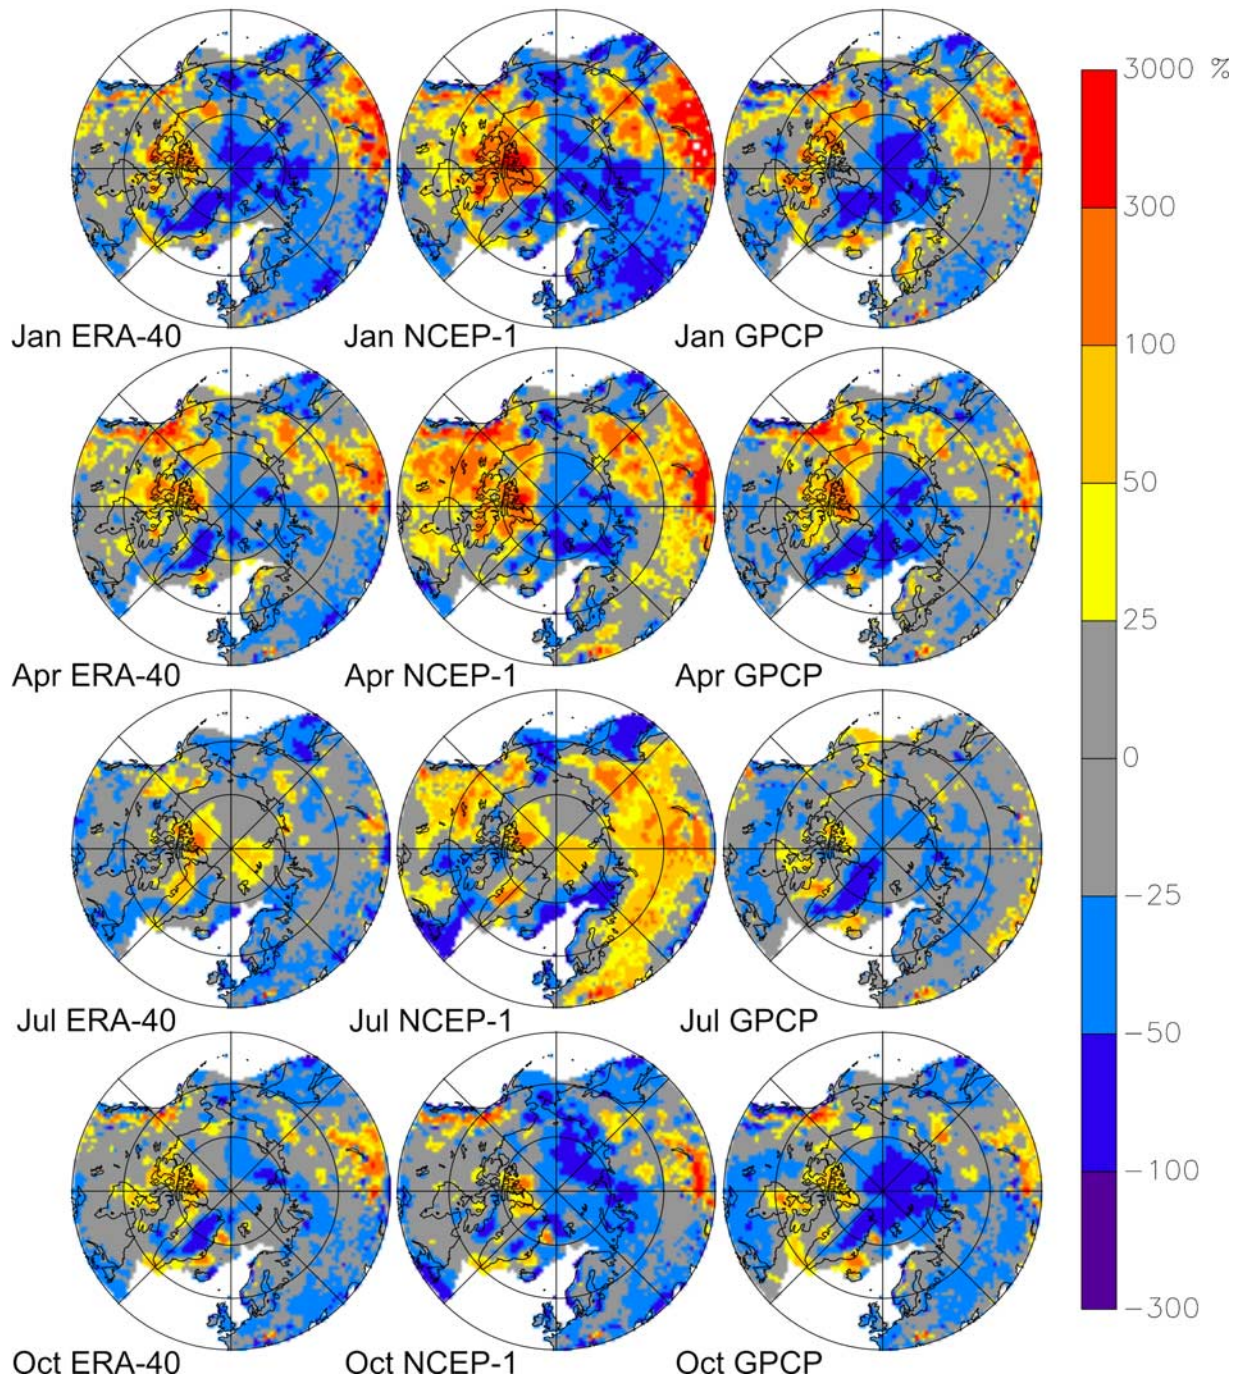 3000 %
300
100
50
25
0
−25
−50
−100
−300
Jan ERA-40 Jan NCEP-1 Jan GPCP
Apr ERA-40 Apr NCEP-1 Apr GPCP
Jul ERA-40 Jul NCEP-1 Jul GPCP
Oct ERA-40 Oct NCEP-1 Oct GPCP